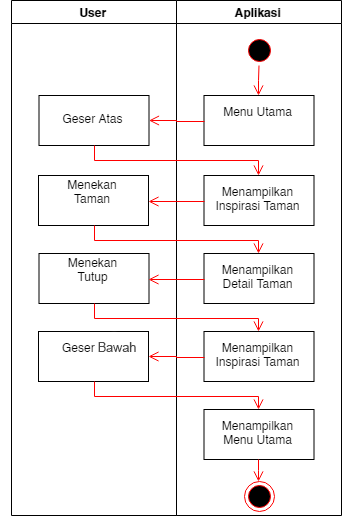 User
Aplikasi
Menu Utama
Geser Atas
Menampilkan
Inspirasi Taman
Menekan
Taman
Menampilkan
Detail Taman
Menekan
Tutup
Menampilkan
Inspirasi Taman
Geser Bawah
Menampilkan
Menu Utama